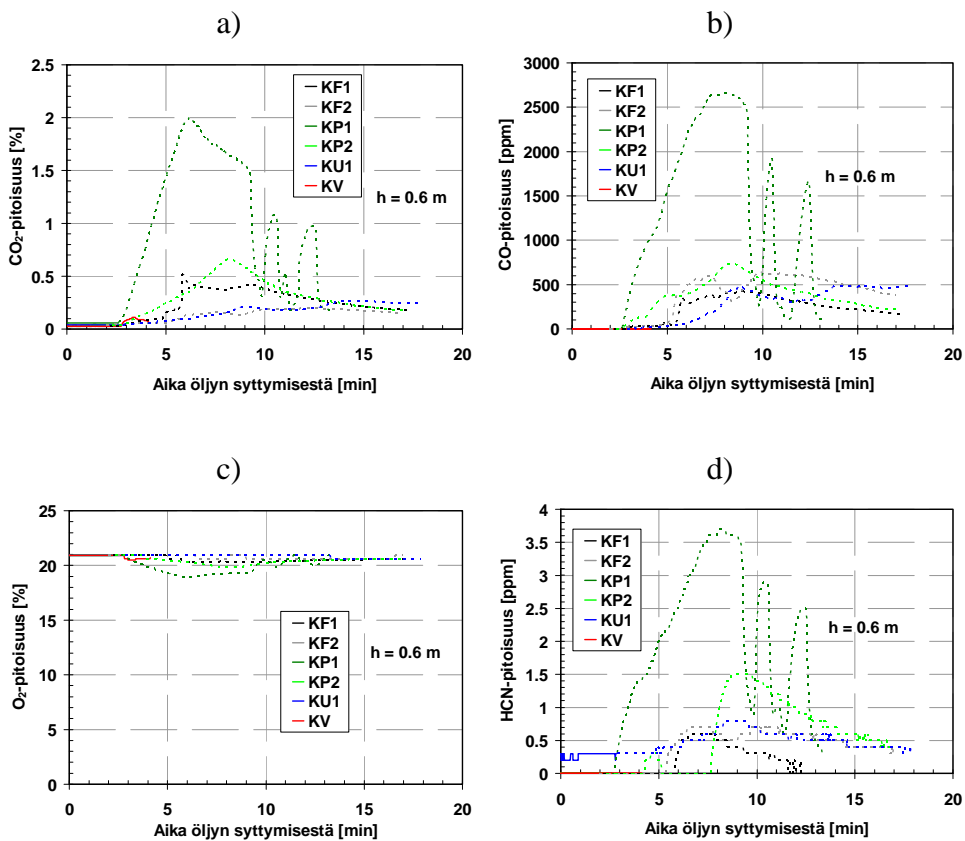 a)
2.5
2
1.5
1
0.5
0
0 5 10 15 20
CO₂-pitoisuus [%]
Aika öljyn syttymisestä [min]
KF1
KF2
KP1
KP2
KU1
KV
h = 0.6 m
b)
3000
2500
2000
1500
1000
500
0
0 5 10 15 20
CO-pitoisuus [ppm]
Aika öljyn syttymisestä [min]
KF1
KF2
KP1
KP2
KU1
KV
h = 0.6 m
c)
25
20
15
10
5
0
0 5 10 15 20
O₂-pitoisuus [%]
Aika öljyn syttymisestä [min]
KF1
KF2
KP1
KP2
KU1
KV
h = 0.6 m
d)
4
3.5
3
2.5
2
1.5
1
0.5
0
0 5 10 15 20
HCN-pitoisuus [ppm]
Aika öljyn syttymisestä [min]
KF1
KF2
KP1
KP2
KU1
KV
h = 0.6 m